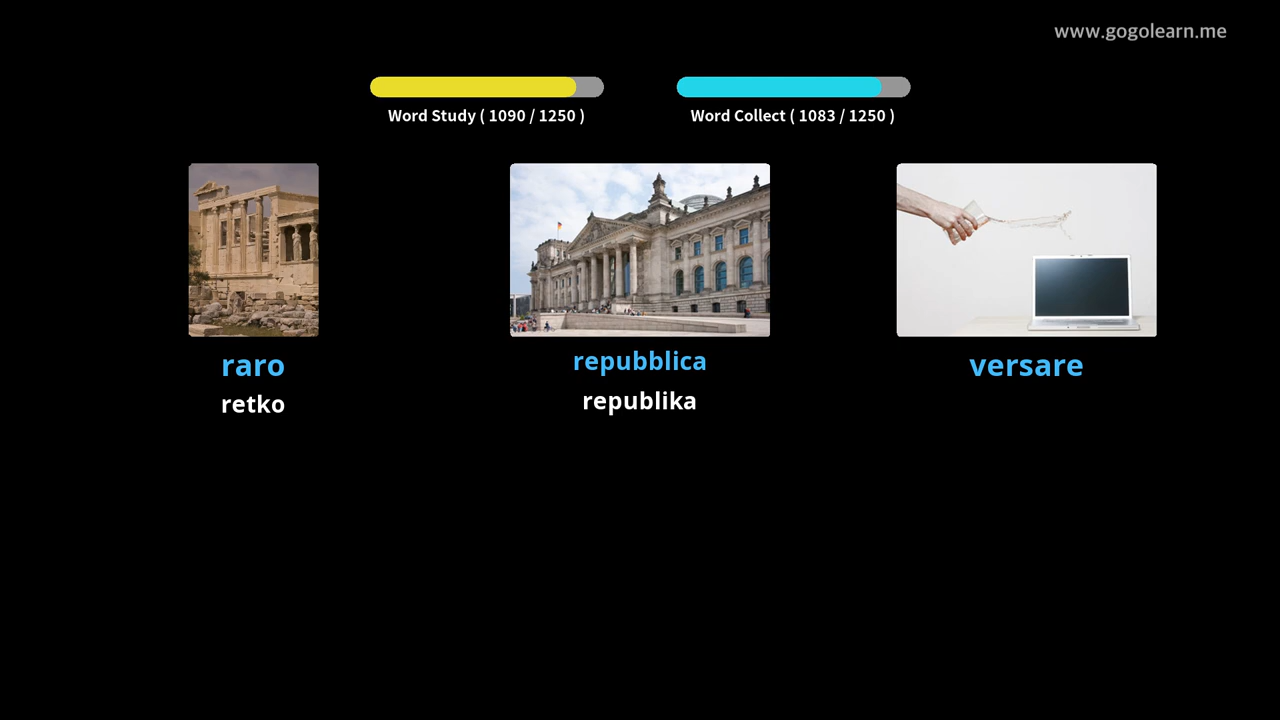 www.gogolearn.me
Word Study ( 1090 / 1250 )
Word Collect ( 1083 / 1250 )
raro
retko
repubblica
republika
versare